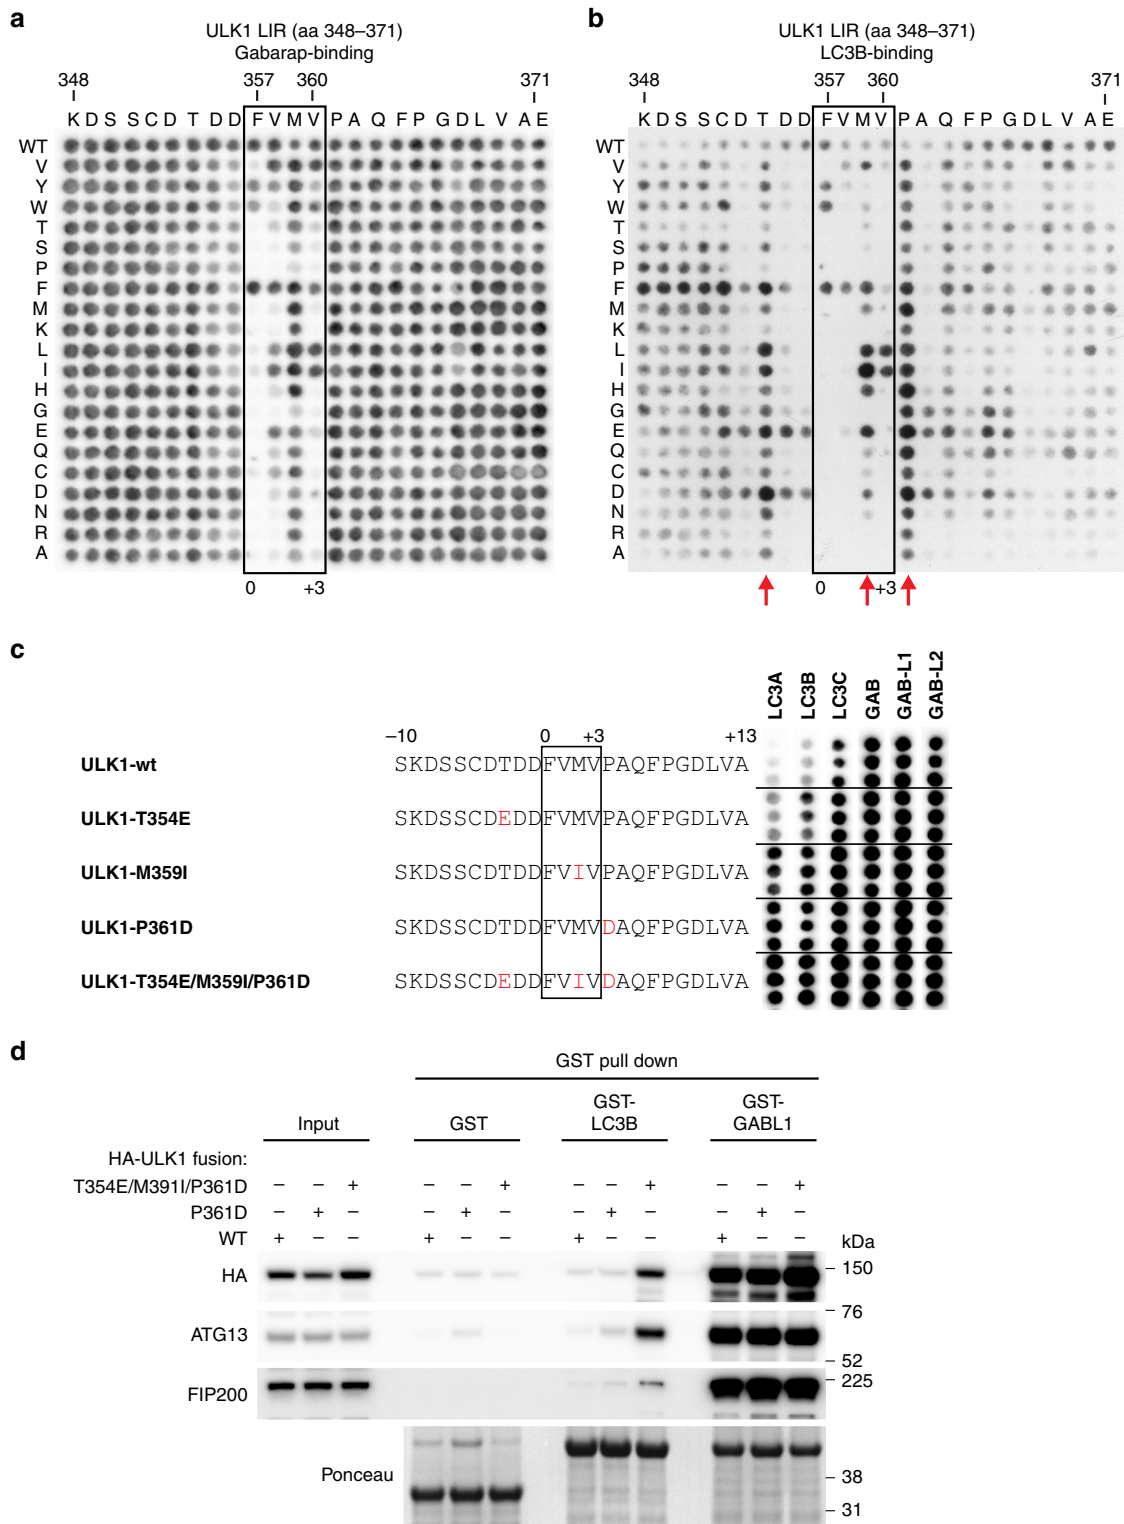 a
ULK1 LIR (aa 348–371)
Gabarap-binding
348 357 360 371
K D S S C D T D D F V M V P A Q F P G D L V A E
WT
V
Y
W
T
S
P
F
M
K
L
I
H
G
E
Q
C
D
N
R
A
0 +3
b
ULK1 LIR (aa 348–371)
LC3B-binding
348 357 360 371
K D S S C D T D D F V M V P A Q F P G D L V A E
WT
V
Y
W
T
S
P
F
M
K
L
I
H
G
E
Q
C
D
N
R
A
0 +3
c
LC3A LC3B LC3C GAB GAB-L1 GAB-L2
–10 0 +3 +13
ULK1-wt SKDSSCDTDDFVMVPAQFPGDLVA
ULK1-T354E SKDSSCDEDDFVMVPAQFPGDLVA
ULK1-M359I SKDSSCDTDDFVIVPAQFPGDLVA
ULK1-P361D SKDSSCDTDDFVMVDAQFPGDLVA
ULK1-T354E/M359I/P361D SKDSSCDEDDFVIVDAQFPGDLVA
d
GST pull down
Input GST GST-LC3B GST-GABL1
HA-ULK1 fusion:
T354E/M391I/P361D – – + – – + – – + – – +
P361D – + – – + – – + – – + –
WT + – – + – – + – – + – –
kDa
HA 150
76
ATG13
52
FIP200 225
Ponceau 38
31